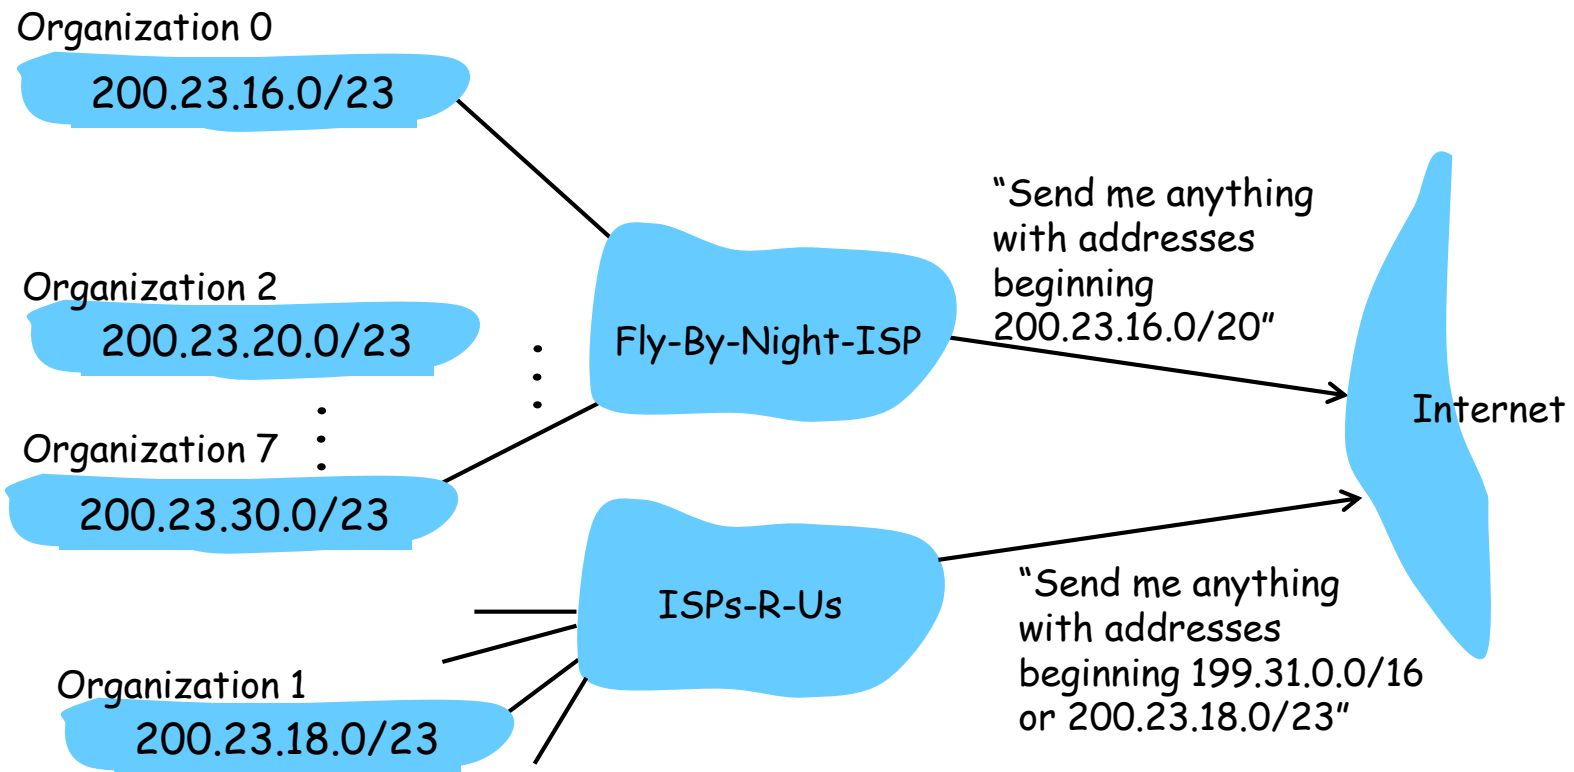 Organization 0
200.23.16.0/23
Organization 2
200.23.20.0/23
Organization 7
200.23.30.0/23
Fly-By-Night-ISP
“Send me anything
with addresses
beginning
200.23.16.0/20”
Internet
ISPs-R-Us
“Send me anything
with addresses
beginning 199.31.0.0/16
or 200.23.18.0/23”
Organization 1
200.23.18.0/23